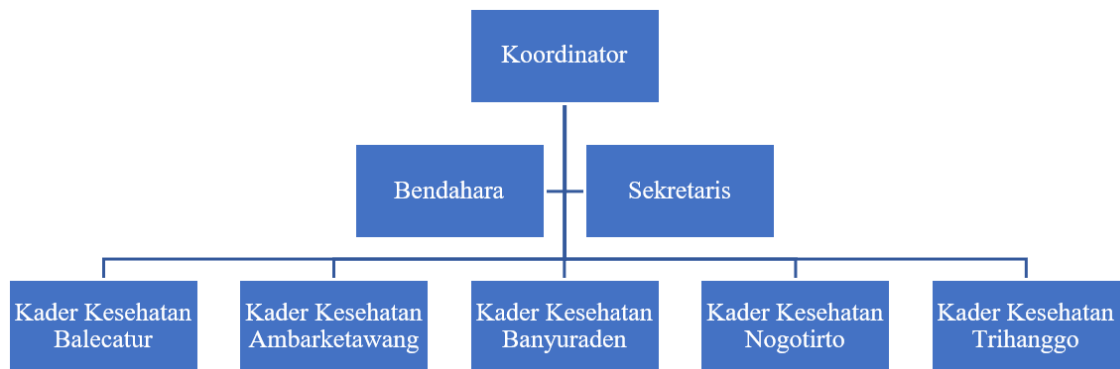 Koordinator
Bendahara
Sekretaris
Kader Kesehatan
Balecatur
Kader Kesehatan
Ambarketawang
Kader Kesehatan
Banyuraden
Kader Kesehatan
Nogotirto
Kader Kesehatan
Trihanggo